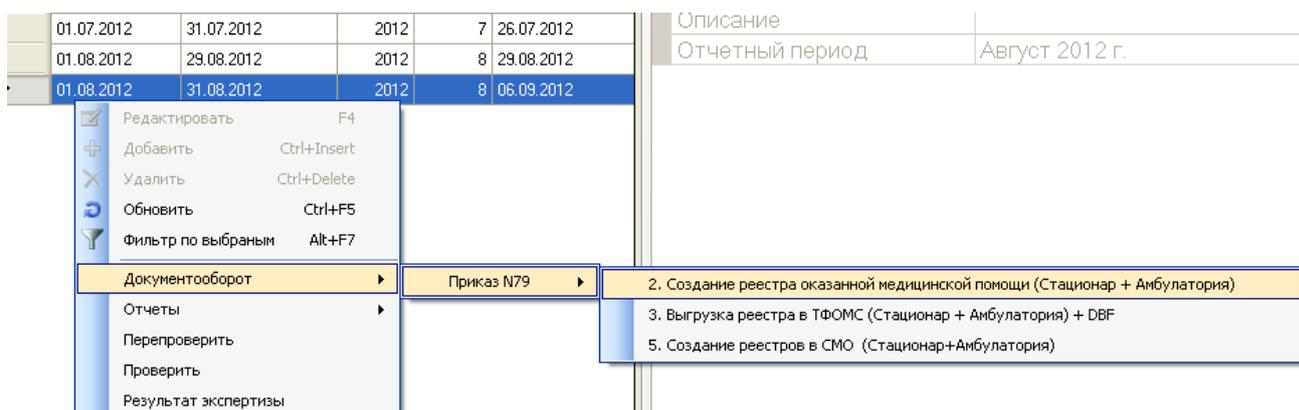 01.07.2012 31.07.2012 2012 7 26.07.2012
Описание
01.08.2012 29.08.2012 2012 8 29.08.2012
Отчетный период Август 2012 г.
01.08.2012 31.08.2012 2012 8 06.09.2012
Редактировать F4
Добавить Ctrl+Insert
Удалить Ctrl+Delete
Обновить Ctrl+F5
Фильтр по выбраным Alt+F7
Документооборот
Приказ N79
2. Создание реестра оказанной медицинской помощи (Стационар + Амбулатория)
3. Выгрузка реестра в ТФОМС (Стационар + Амбулатория) + DBF
5. Создание реестров в СМО (Стационар+Амбулатория)
Отчеты
Перепроверить
Проверить
Результат экспертизы